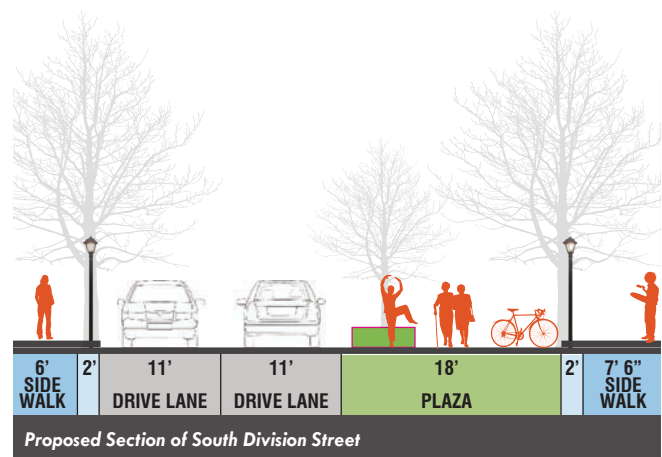 6’ 2’ 11’ 11’ 18’ 2’ 7’ 6”
SIDE SIDE
WALK DRIVE LANE DRIVE LANE PLAZA WALK
Proposed Section of South Division Street